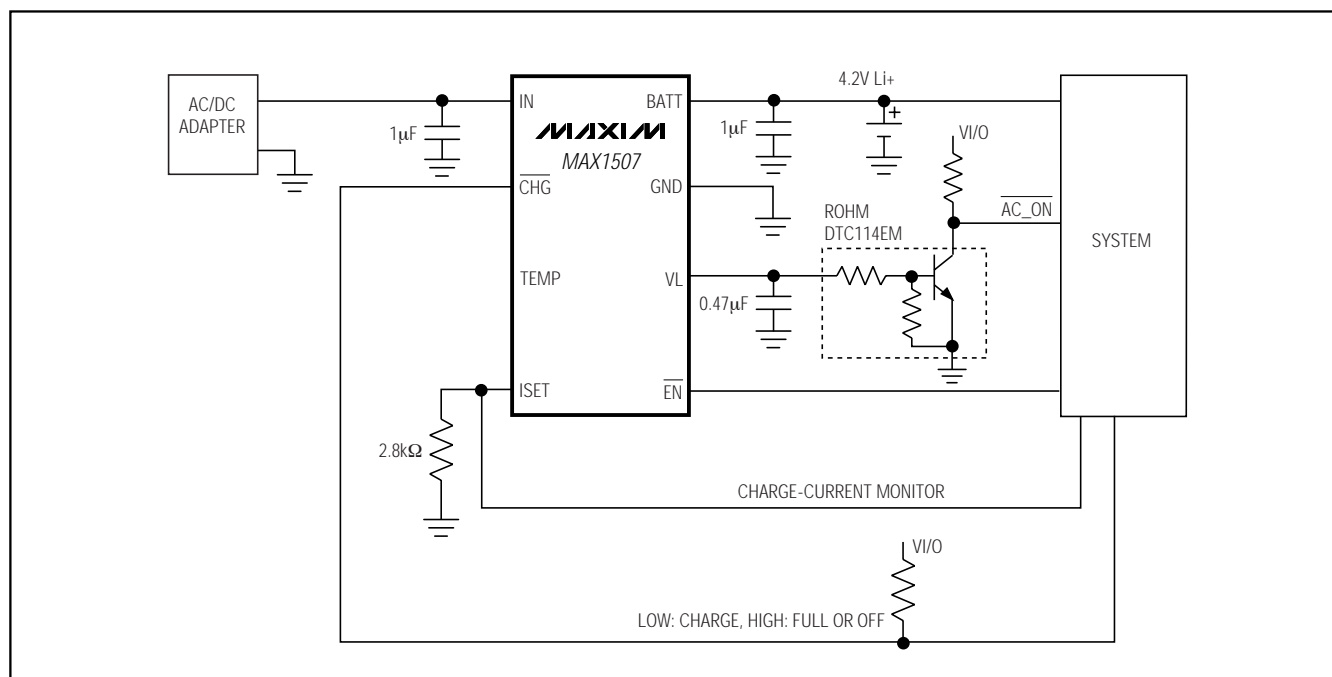 AC/DC
ADAPTER
1μF
IN
BATT
MAXIM
MAX1507
CHG
GND
TEMP
VL
ISET
EN
1μF
4.2V Li+
+
VI/O
ROHM
DTC114EM
AC_ON
SYSTEM
0.47μF
2.8kΩ
CHARGE-CURRENT MONITOR
VI/O
LOW: CHARGE, HIGH: FULL OR OFF